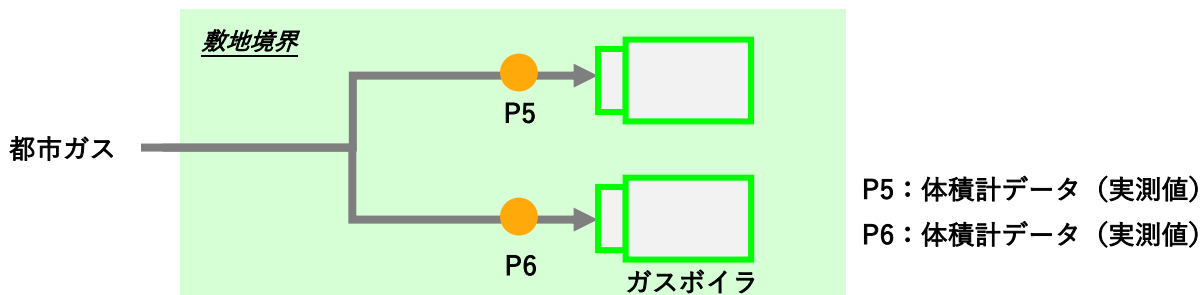 敷地境界
P5
都市ガス
P5：体積計データ（実測値）
P6：体積計データ（実測値）
P6
ガスボイラ